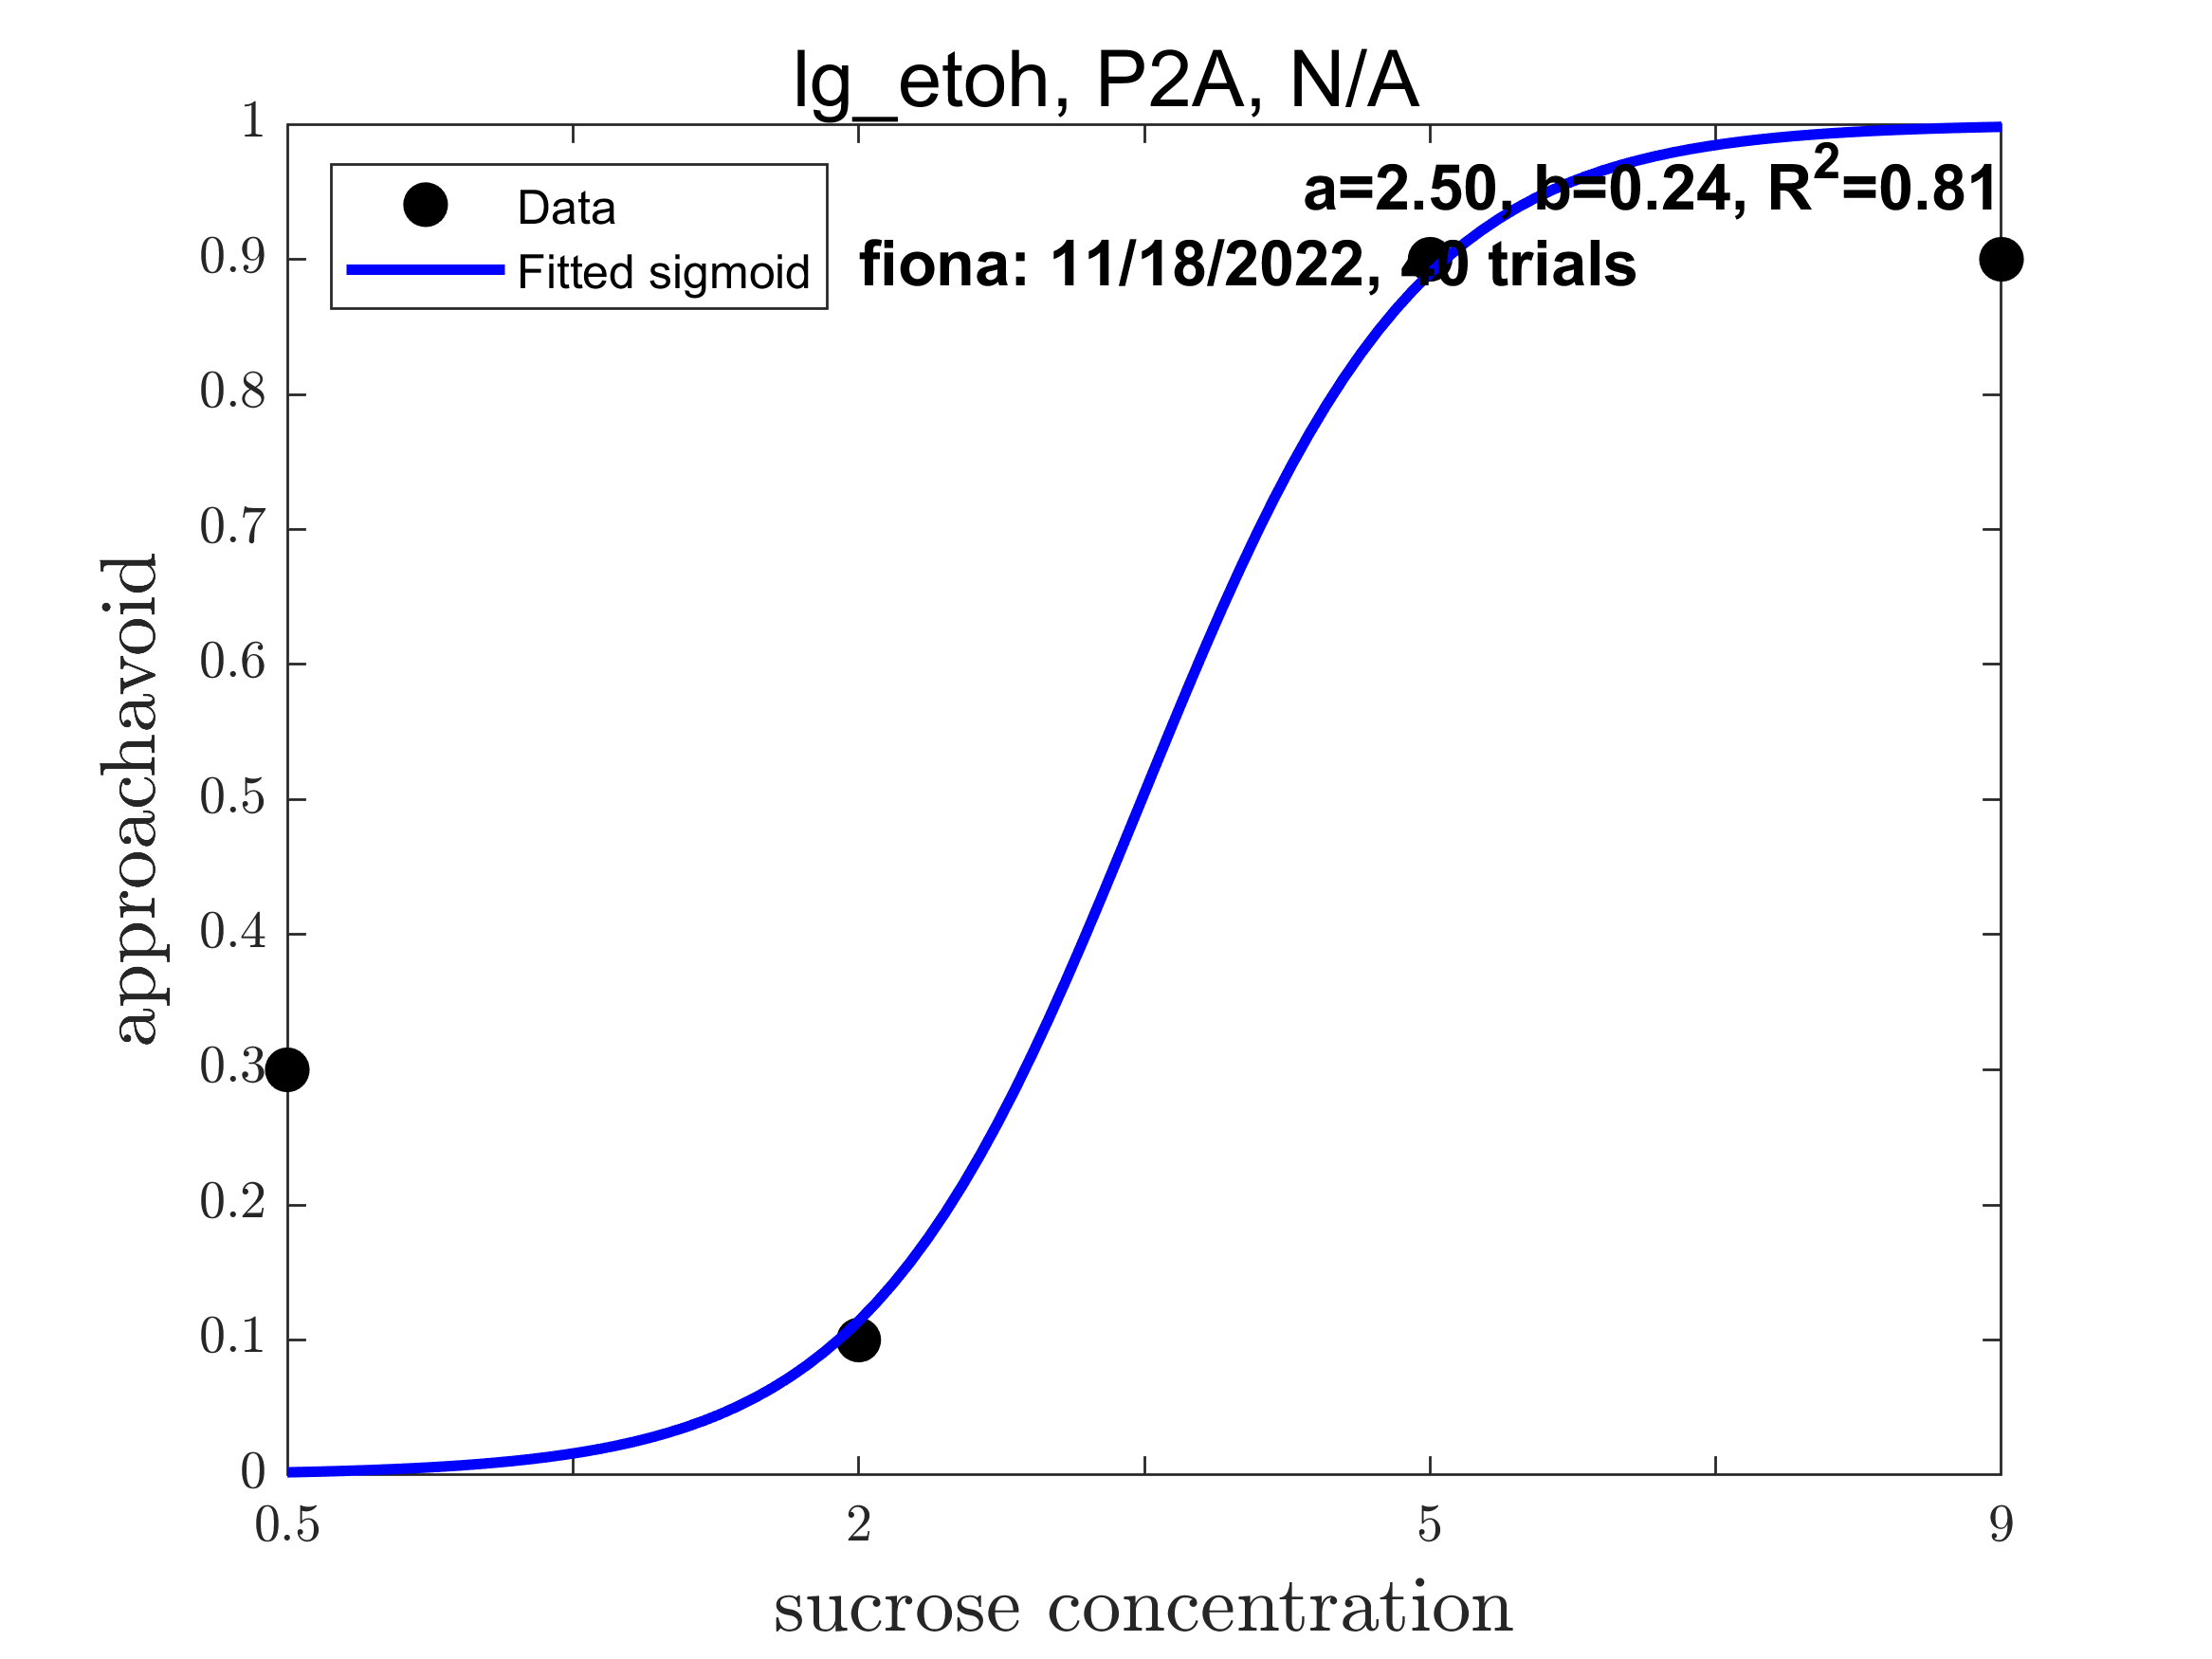 lg_etoh, P2A, N/A
1
0.9
0.8
0.7
0.6
0.5
0.4
0.3
0.2
0.1
0
approachavoid
Data
Fitted sigmoid
a=2.50, b=0.24, R²=0.81
fiona: 11/18/2022, 40 trials
0.5 2 5 9
sucrose concentration